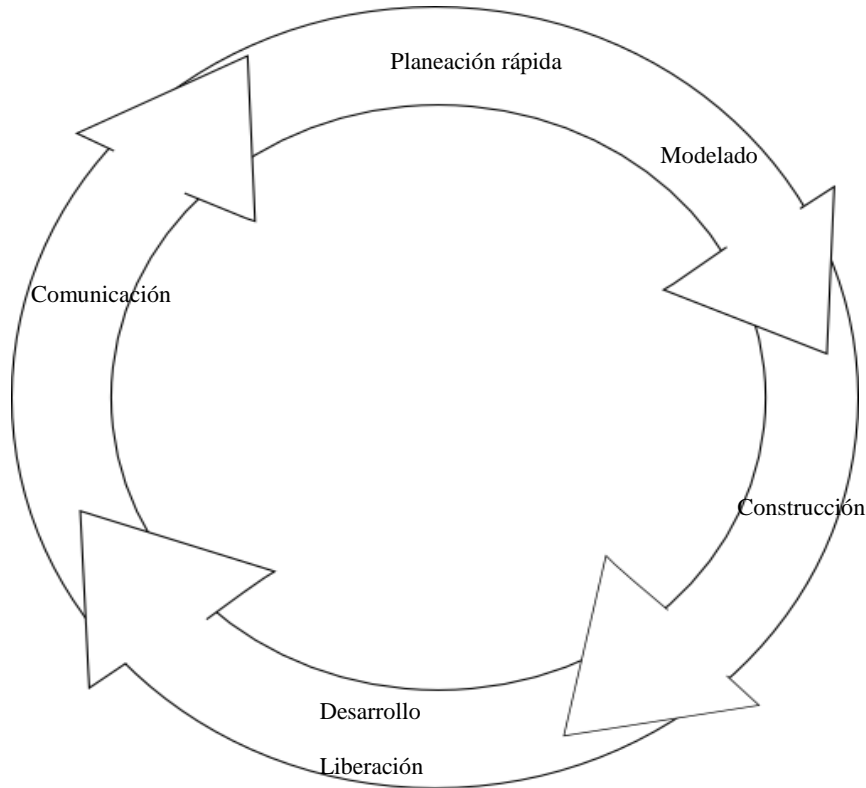 Planeación rápida
Modelado
Comunicación
Construcción
Desarrollo
Liberación